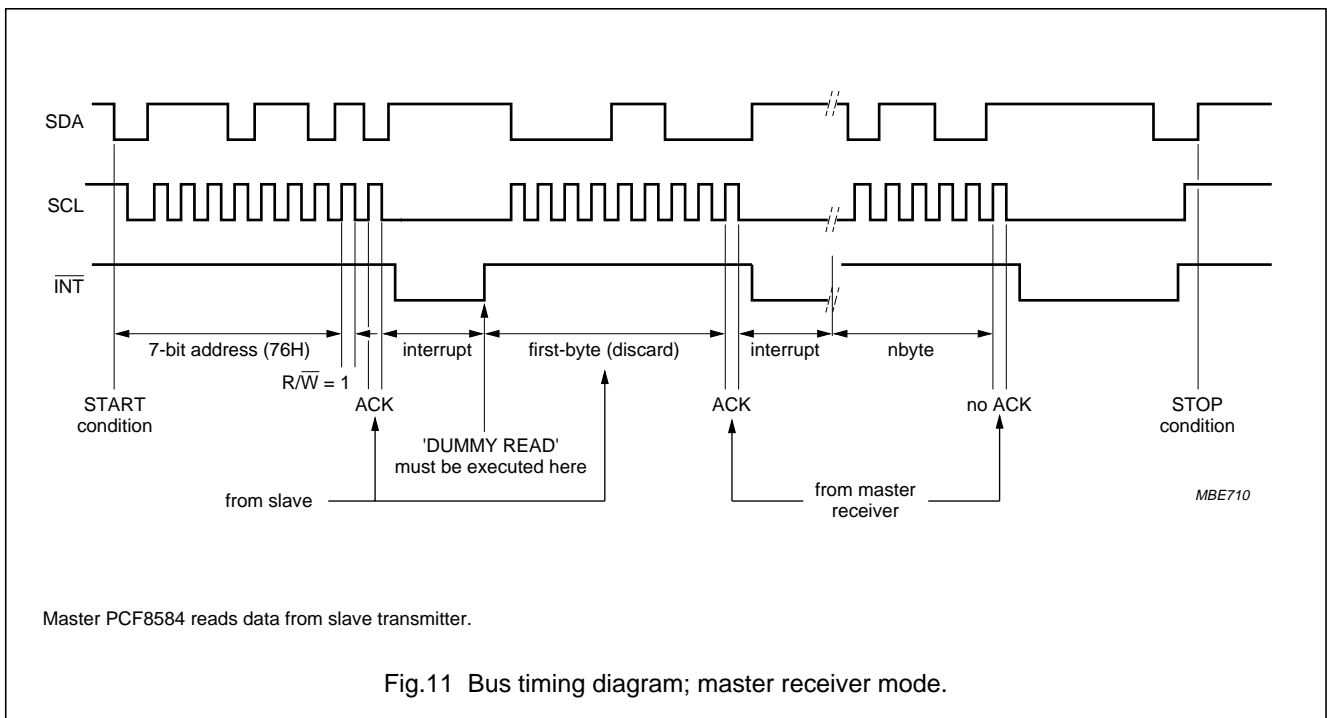 SDA
SCL
INT
7-bit address (76H)
interrupt
first-byte (discard)
interrupt
nbyte
R/W = 1
START
condition
ACK
ACK
no ACK
STOP
condition
'DUMMY READ'
must be executed here
from slave
from master
receiver
MBE710
Master PCF8584 reads data from slave transmitter.
Fig.11 Bus timing diagram; master receiver mode.